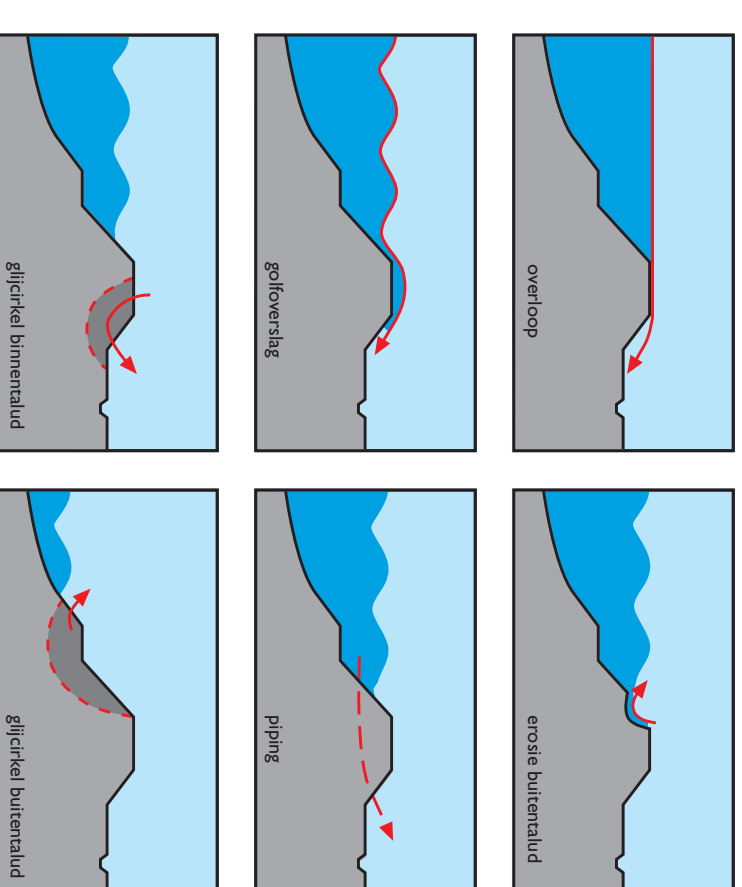 overloop
erosie buitentalud
golfoverslag
piping
glijcirkel binnentalud
glijcirkel buitentalud